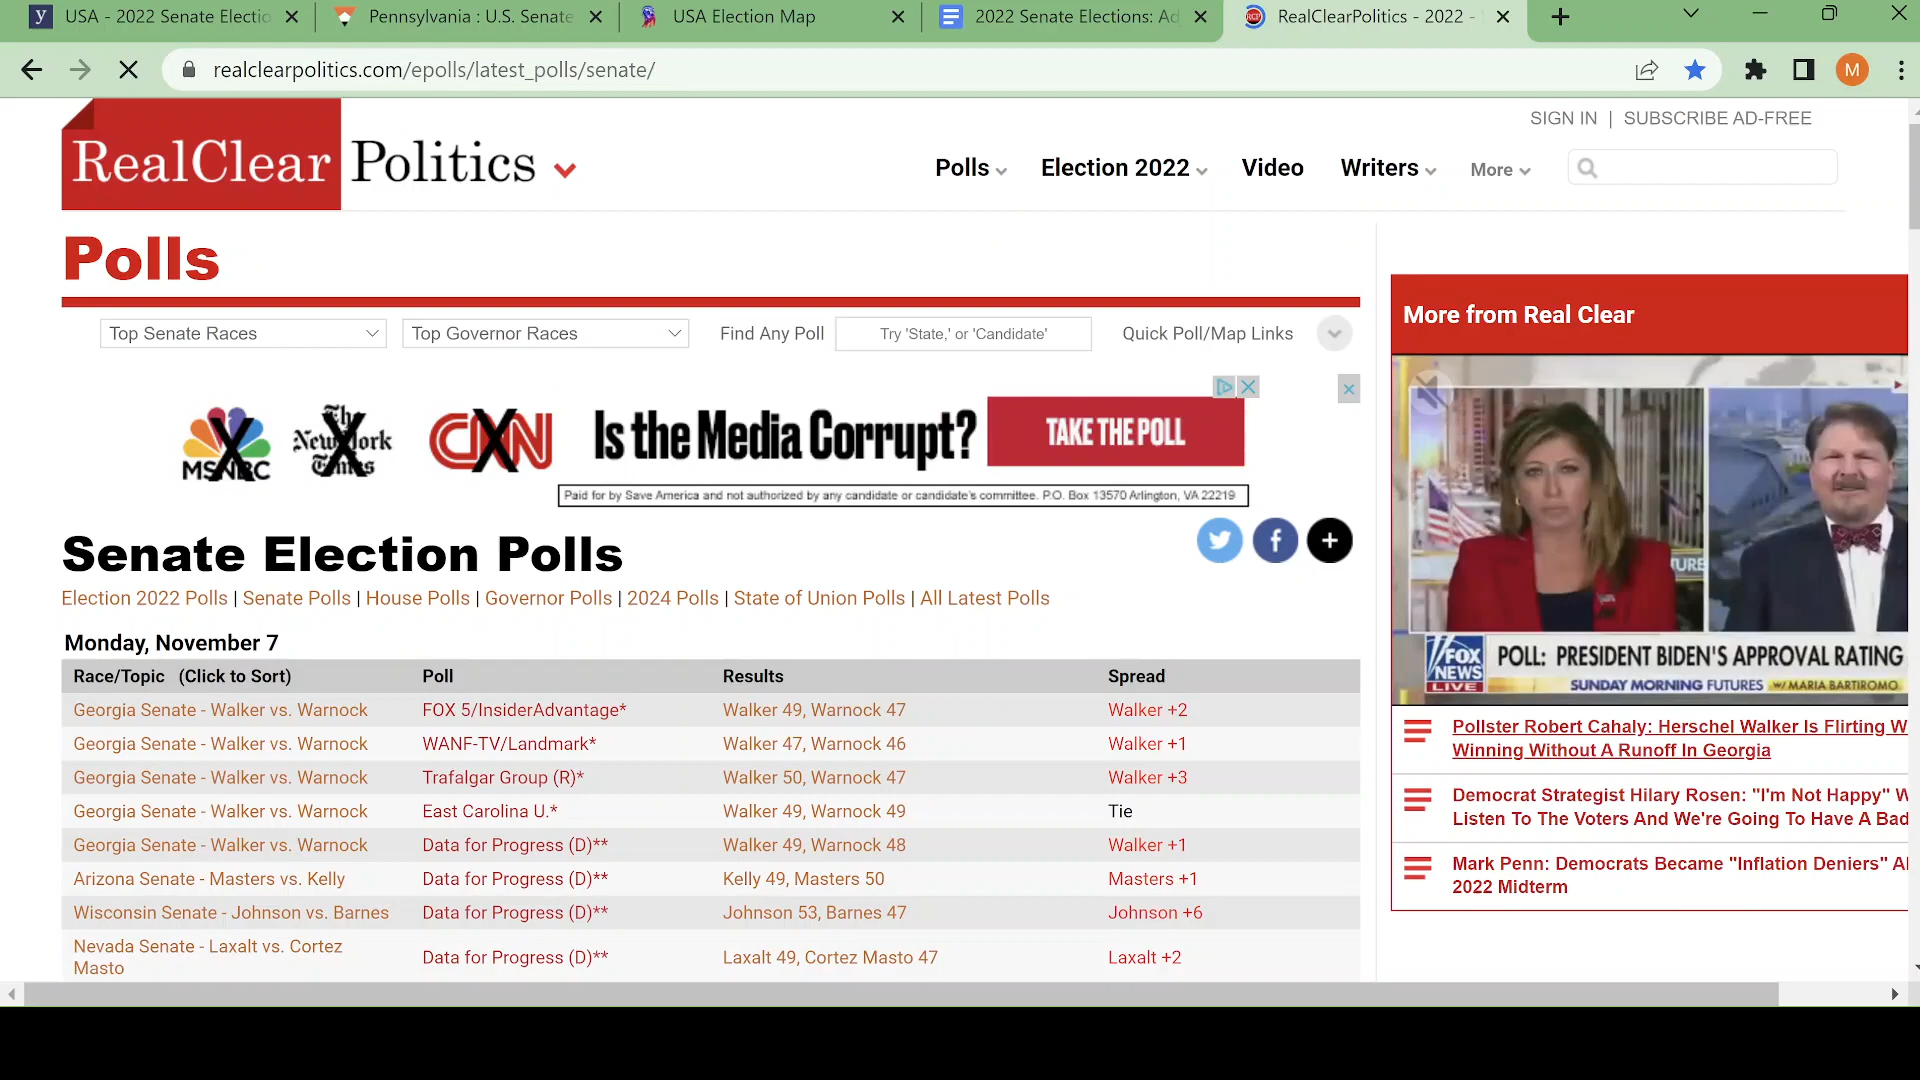 USA - 2022 Senate Electio
Pennsylvania : U.S. Senate
USA Election Map
2022 Senate Elections: Ad
RealClearPolitics - 2022 -
realclearpolitics.com/epolls/latest_polls/senate/
M
SIGN IN | SUBSCRIBE AD-FREE
RealClear Politics
Polls Election 2022 Video Writers More
Polls
Top Senate Races
Top Governor Races
Find Any Poll
Try 'State,' or 'Candidate'
Quick Poll/Map Links
MSNBC
The New York Times
CNN
Is the Media Corrupt?
TAKE THE POLL
Paid for by Save America and not authorized by any candidate or candidate's committee. P.O. Box 13570 Arlington, VA 22219
Senate Election Polls
Election 2022 Polls | Senate Polls | House Polls | Governor Polls | 2024 Polls | State of Union Polls | All Latest Polls
Monday, November 7
Race/Topic (Click to Sort) Poll Results Spread
Georgia Senate - Walker vs. Warnock FOX 5/InsiderAdvantage* Walker 49, Warnock 47 Walker +2
Georgia Senate - Walker vs. Warnock WANF-TV/Landmark* Walker 47, Warnock 46 Walker +1
Georgia Senate - Walker vs. Warnock Trafalgar Group (R)* Walker 50, Warnock 47 Walker +3
Georgia Senate - Walker vs. Warnock East Carolina U.* Walker 49, Warnock 49 Tie
Georgia Senate - Walker vs. Warnock Data for Progress (D)** Walker 49, Warnock 48 Walker +1
Arizona Senate - Masters vs. Kelly Data for Progress (D)** Kelly 49, Masters 50 Masters +1
Wisconsin Senate - Johnson vs. Barnes Data for Progress (D)** Johnson 53, Barnes 47 Johnson +6
Nevada Senate - Laxalt vs. Cortez
Masto Data for Progress (D)** Laxalt 49, Cortez Masto 47 Laxalt +2
More from Real Clear
FOX
NEWS
LIVE
POLL: PRESIDENT BIDEN'S APPROVAL RATING
SUNDAY MORNING FUTURES W/ MARIA BARTIROMO
Pollster Robert Cahaly: Herschel Walker Is Flirting W
Winning Without A Runoff In Georgia
Democrat Strategist Hilary Rosen: "I'm Not Happy" W
Listen To The Voters And We're Going To Have A Bad
Mark Penn: Democrats Became "Inflation Deniers" Al
2022 Midterm